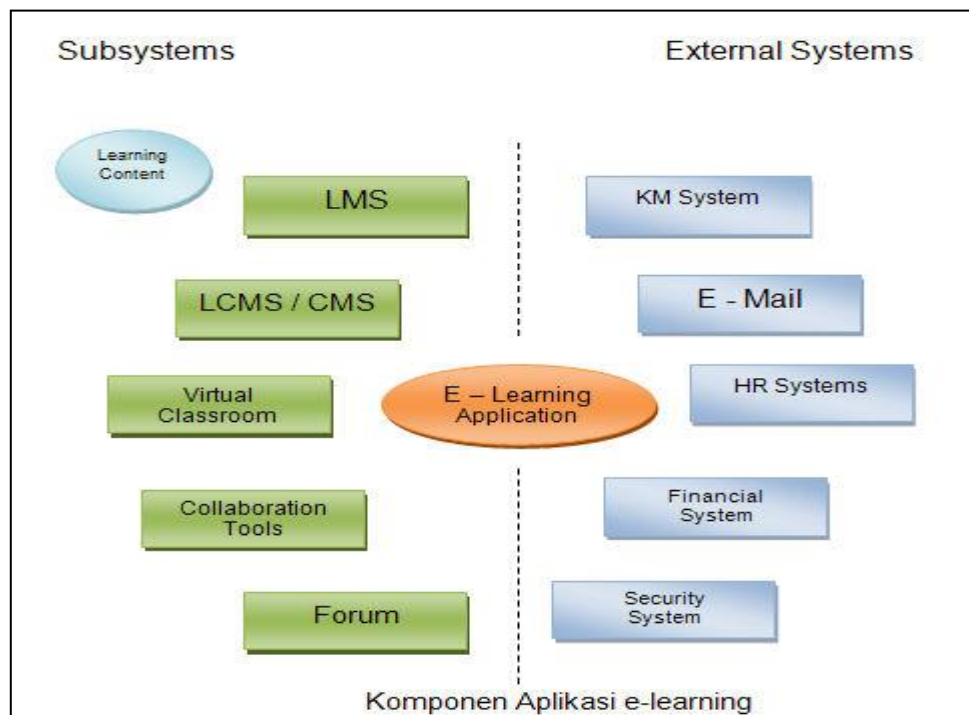 Subsystems
External Systems
Learning
Content
LMS
LCMS / CMS
Virtual
Classroom
Collaboration
Tools
Forum
E – Learning
Application
KM System
E - Mail
HR Systems
Financial
System
Security
System
Komponen Aplikasi e-learning